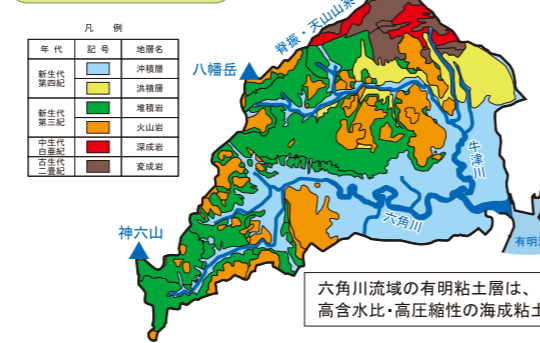 凡 例
年 代 記 号 地層名
新生代
第四紀
沖積層
洪積層
新生代
第三紀
堆積岩
火山岩
中生代
白亜紀
深成岩
古生代
二畳紀
変成岩
脊振・天山山系
八幡岳
牛津川
六角川
神六山
有明
六角川流域の有明粘土層は、
高含水比・高圧縮性の海成粘土